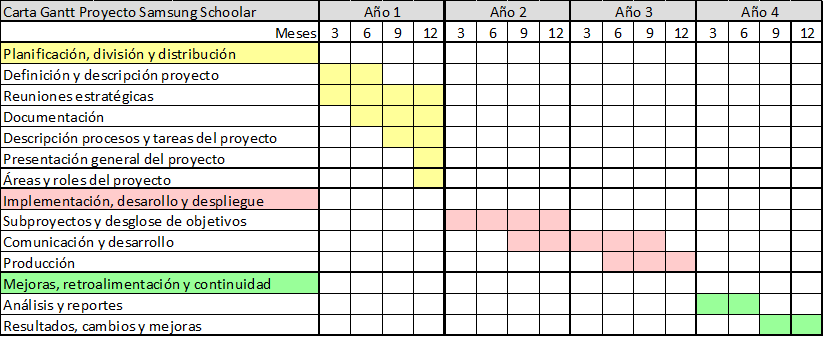 Carta Gantt Proyecto Samsung Schoolar Año 1 Año 2 Año 3 Año 4
Meses 3 6 9 12 3 6 9 12 3 6 9 12 3 6 9 12
Planificación, división y distribución
Definición y descripción proyecto
Reuniones estratégicas
Documentación
Descripción procesos y tareas del proyecto
Presentación general del proyecto
Áreas y roles del proyecto
Implementación, desarollo y despliegue
Subproyectos y desglose de objetivos
Comunicación y desarrollo
Producción
Mejoras, retroalimentación y continuidad
Análisis y reportes
Resultados, cambios y mejoras